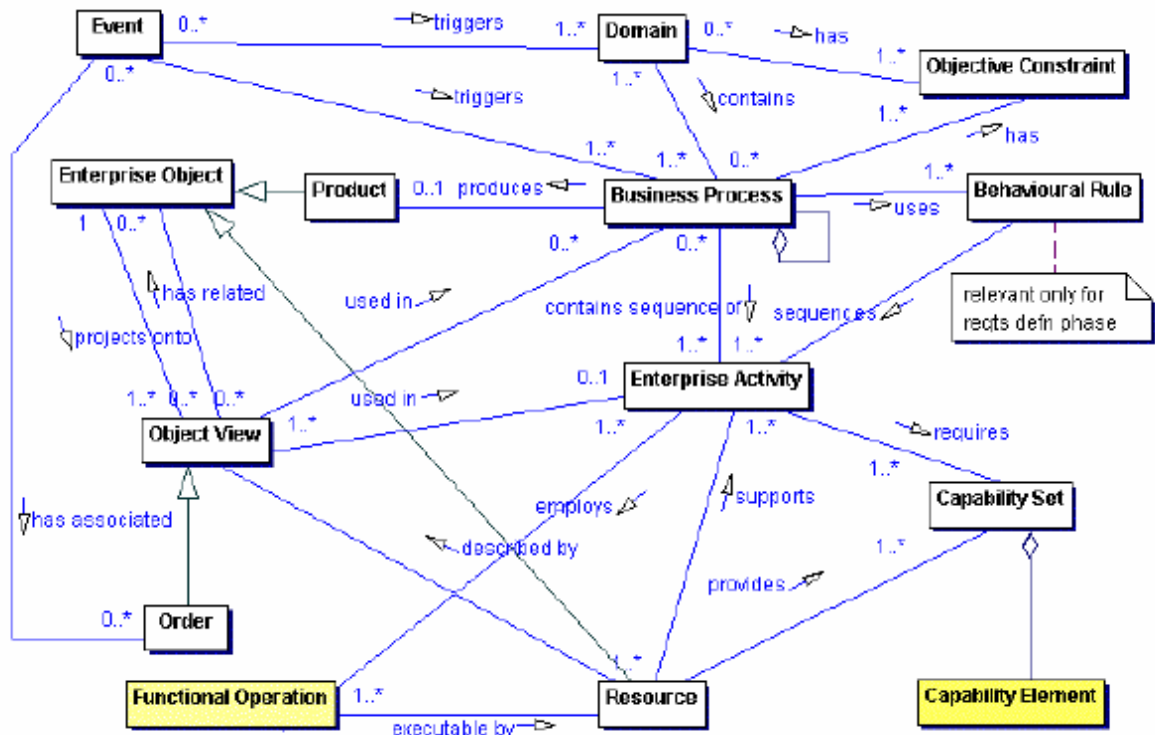 Event
0..*
triggers
1..*
Domain
0..*
has
1..*
Objective Constraint
0..*
triggers
1..*
contains
1..*
has
1..*
1..*
0..*
Enterprise Object
Product
0..1
produces
Business Process
1..*
Behavioural Rule
uses
1
0..*
0..*
0..*
has related
used in
contains sequence of
sequences
relevant only for
reqts defn phase
projects onto
1..*
1..*
0..1
Enterprise Activity
1..*
0..*
0..*
used in
Object View
1..*
1..*
1..*
requires
1..*
employs
supports
Capability Set
has associated
described by
1..*
provides
0..*
Order
1..*
Functional Operation
1..*
Resource
Capability Element
executable by